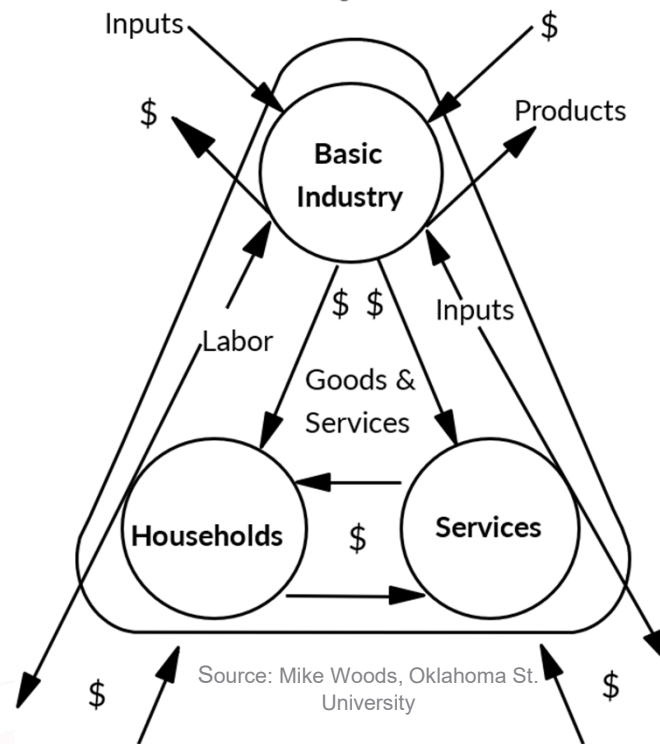 Inputs
$
$
Products
Basic
Industry
$ $
Inputs
Labor
Goods &
Services
Households
$
Services
$
Source: Mike Woods, Oklahoma St.
University
$